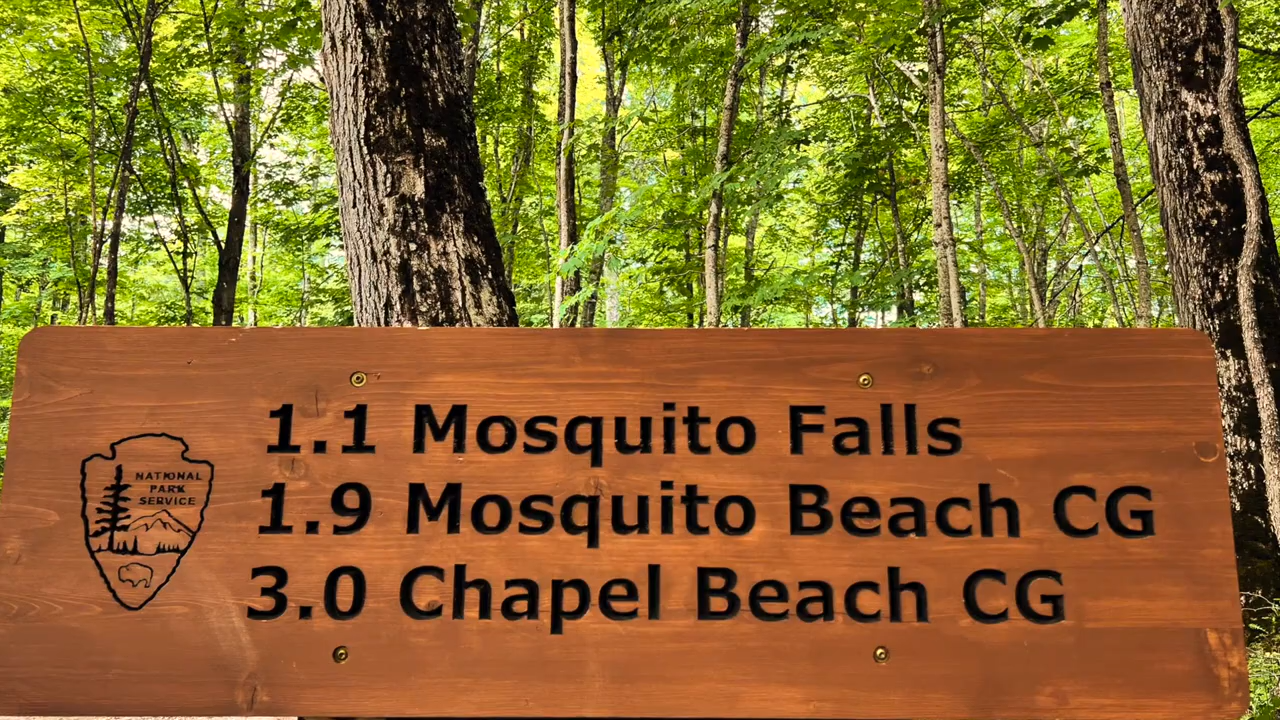 1.1 Mosquito Falls
1.9 Mosquito Beach CG
3.0 Chapel Beach CG
NATIONAL
PARK
SERVICE